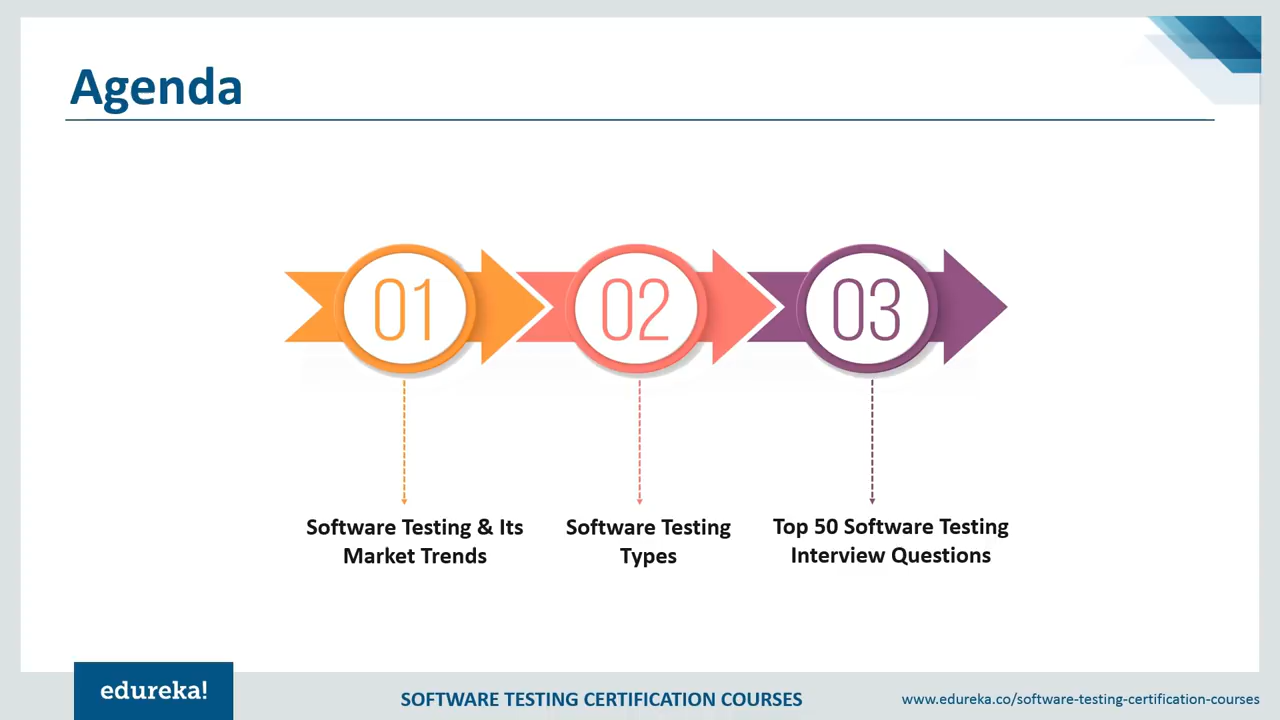 Agenda
01
02
03
Software Testing & Its
Market Trends
Software Testing
Types
Top 50 Software Testing
Interview Questions
edureka!
SOFTWARE TESTING CERTIFICATION COURSES
www.edureka.co/software-testing-certification-courses